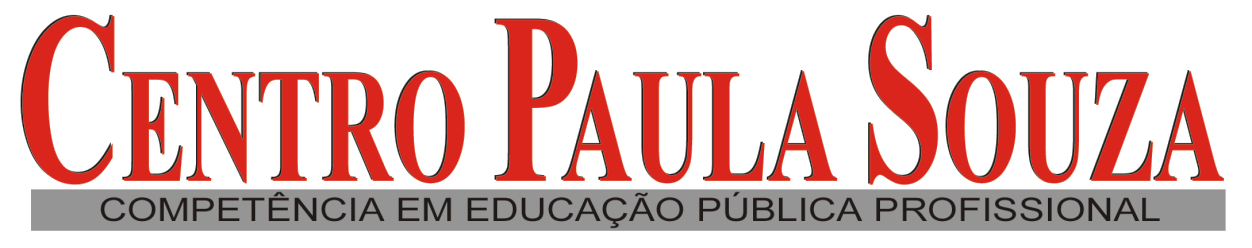 CENTRO PAULA SOUZA
COMPETÊNCIA EM EDUCAÇÃO PÚBLICA PROFISSIONAL